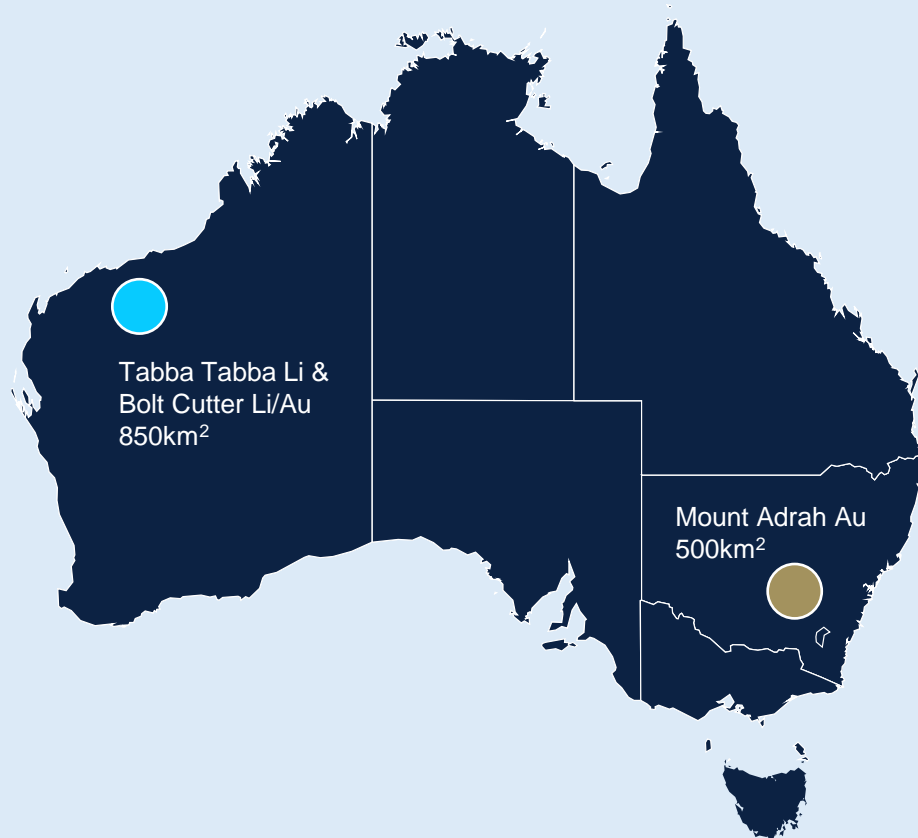 Tabba Tabba Li &
Bolt Cutter Li/Au
850km²
Mount Adrah Au
500km²